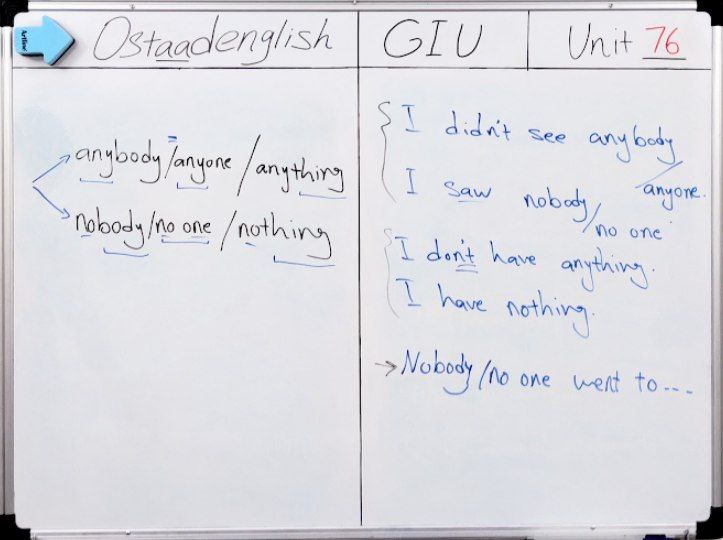 Artline
Ostaadenglish
GIU
Unit 76
anybody/anyone/anything
nobody/no one/nothing
I didn't see anybody
/anyone.
I saw nobody
/no one
I don't have anything.
I have nothing.
→ Nobody/no one went to ----